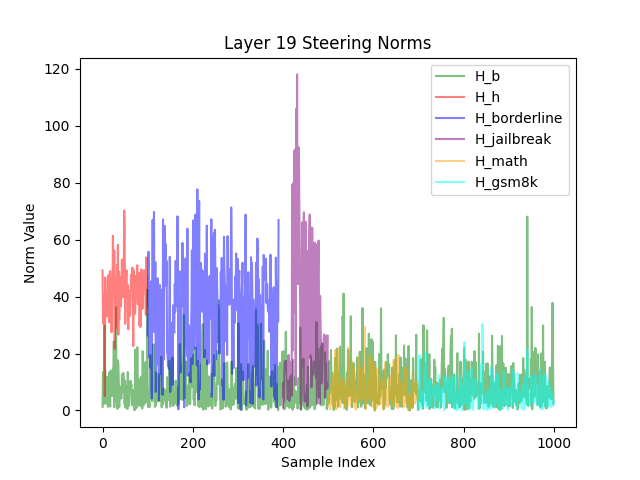 Layer 19 Steering Norms
120
100
80
60
40
20
0
Norm Value
H_b
H_h
H_borderline
H_jailbreak
H_math
H_gsm8k
0
200
400
600
800
1000
Sample Index